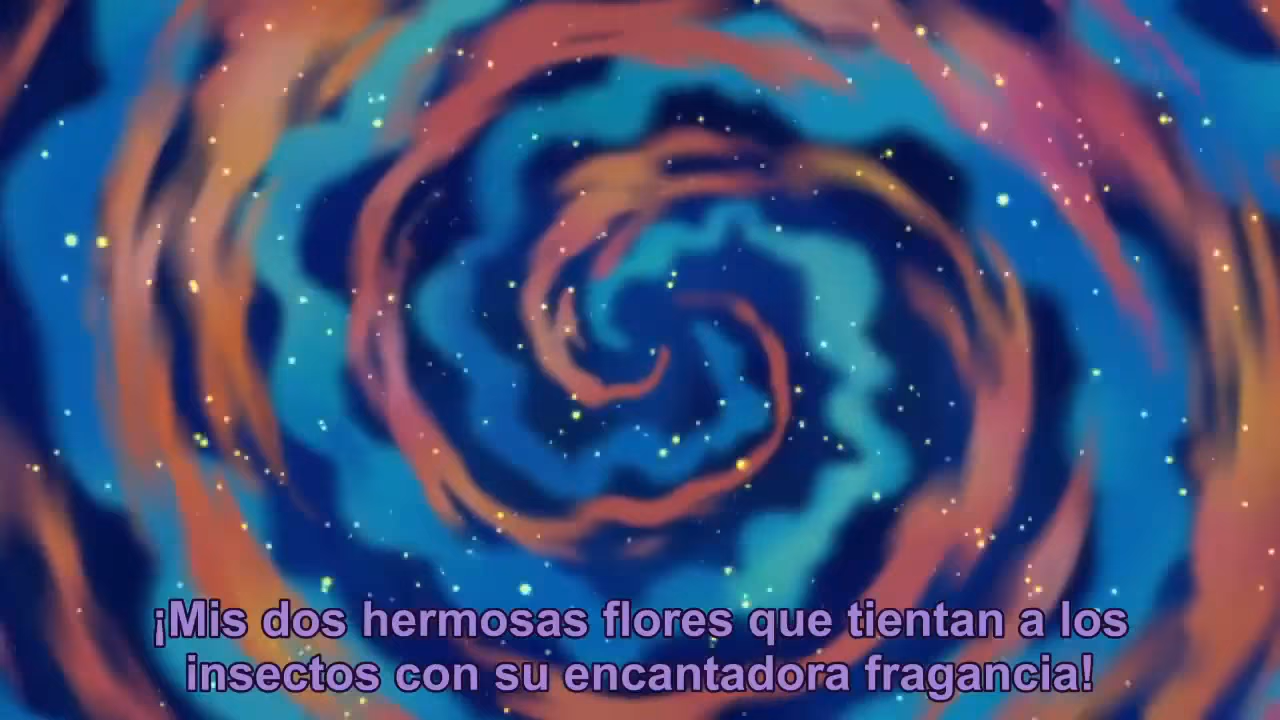 ¡Mis dos hermosas flores que tientan a los
insectos con su encantadora fragancia!